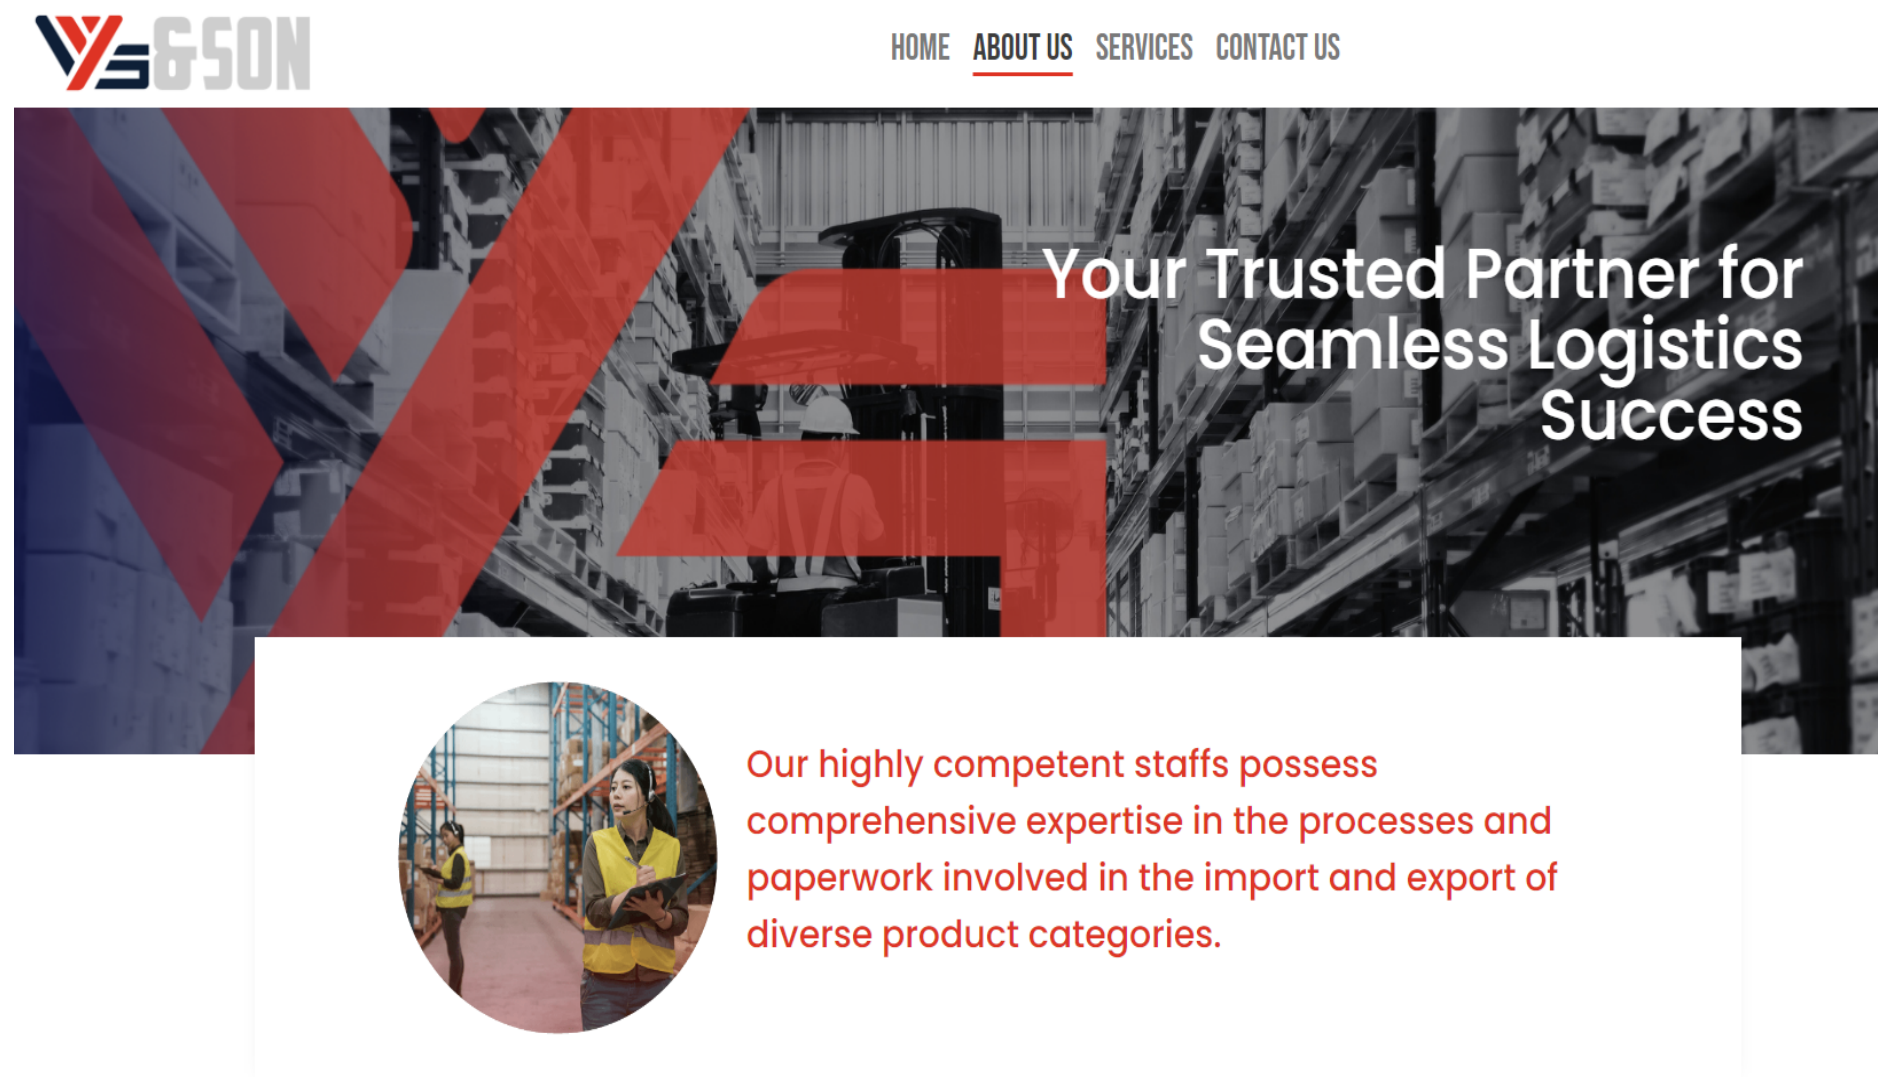 VYS&SON
HOME ABOUT US SERVICES CONTACT US
Your Trusted Partner for
Seamless Logistics
Success
Our highly competent staffs possess
comprehensive expertise in the processes and
paperwork involved in the import and export of
diverse product categories.